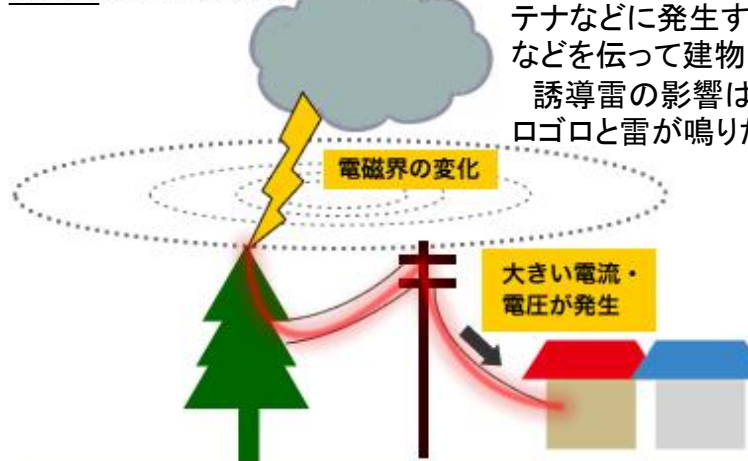 テナなどに発生す
などを伝って建物
誘導雷の影響は
ロゴロと雷が鳴りだ
電磁界の変化
大きい電流・
電圧が発生